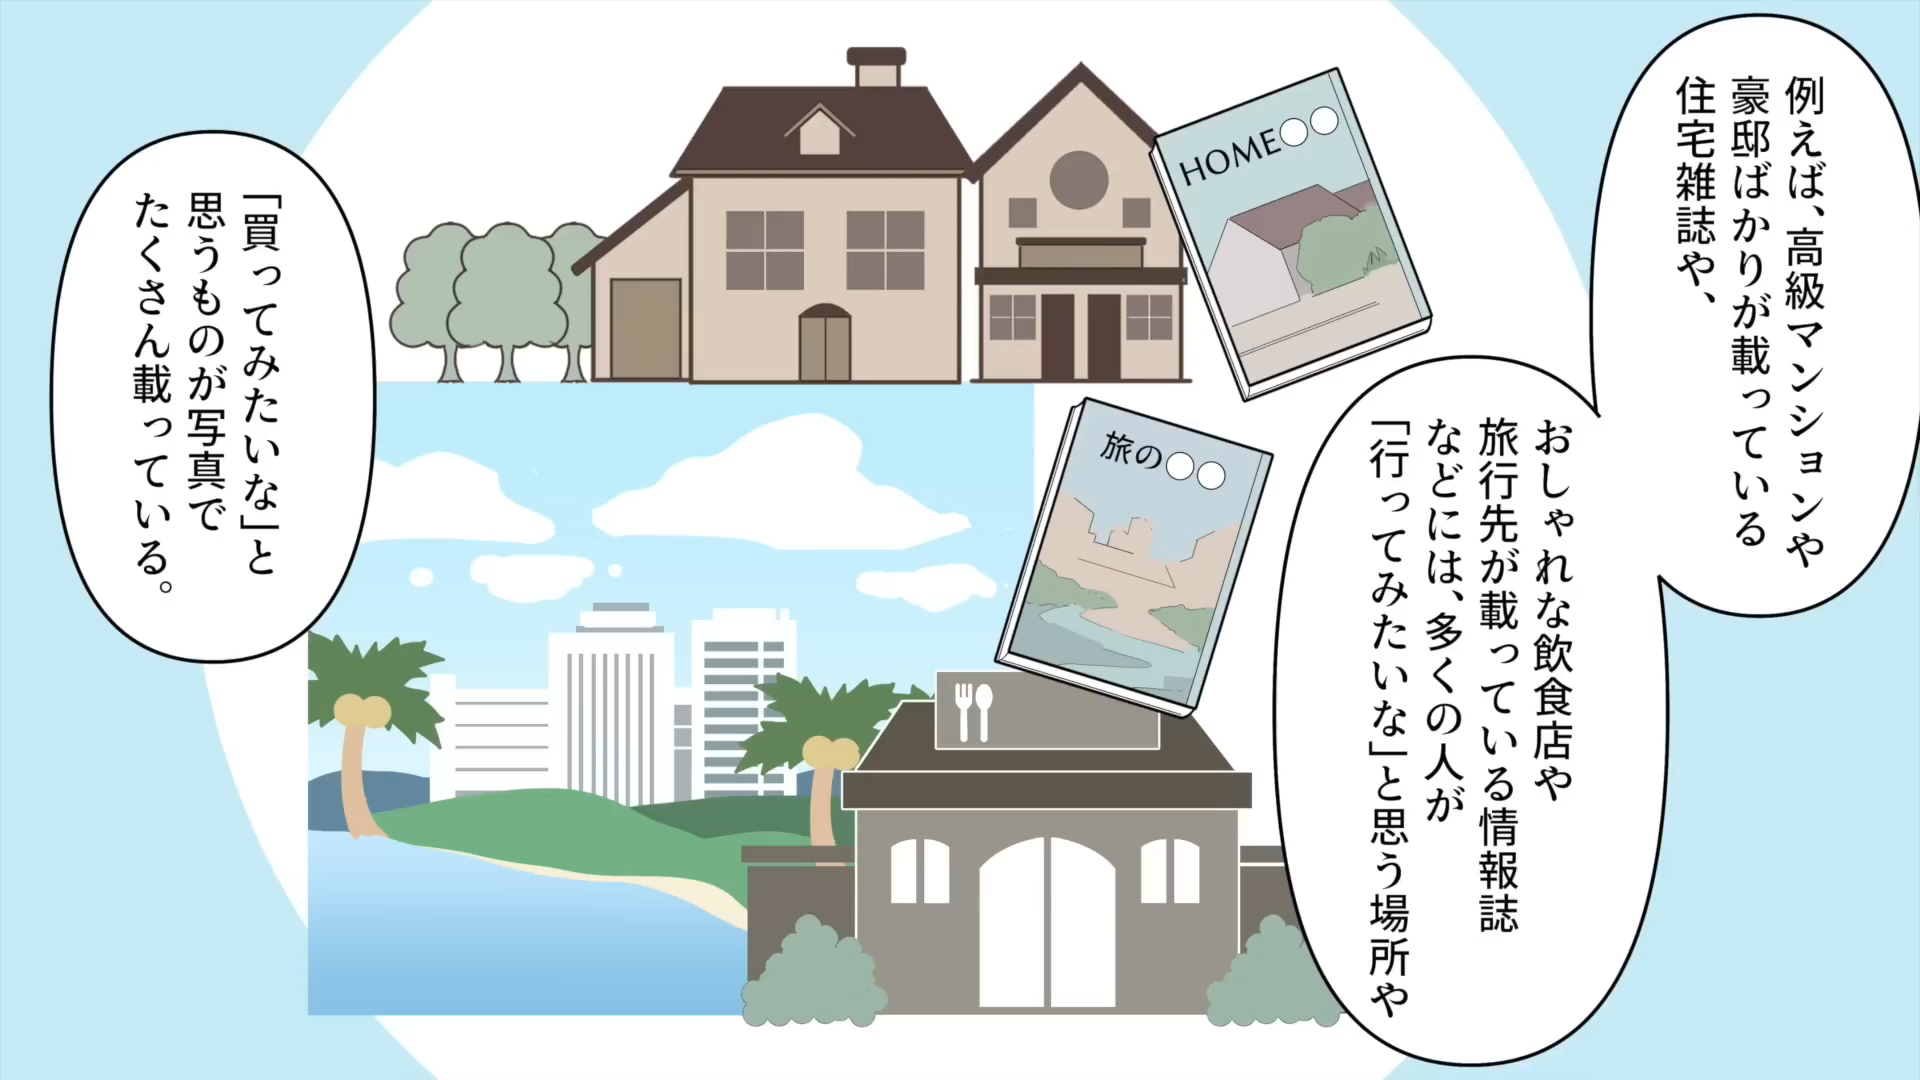 例えば、高級マンションや
豪邸ばかりが載っている
住宅雑誌や、
おしゃれな飲食店や
旅行先が載っている情報誌
などには、多くの人が
「行ってみたいな」と思う場所や
「買ってみたいな」と
思うものが写真で
たくさん載っている。
HOME○○
旅の○○